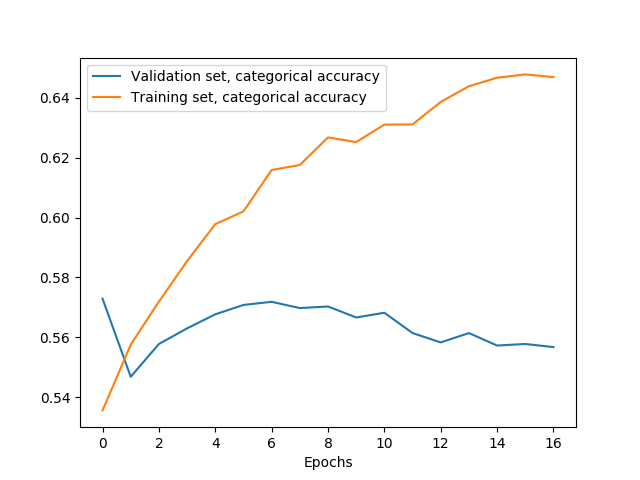 Validation set, categorical accuracy
Training set, categorical accuracy
0.64
0.62
0.60
0.58
0.56
0.54
0 2 4 6 8 10 12 14 16
Epochs